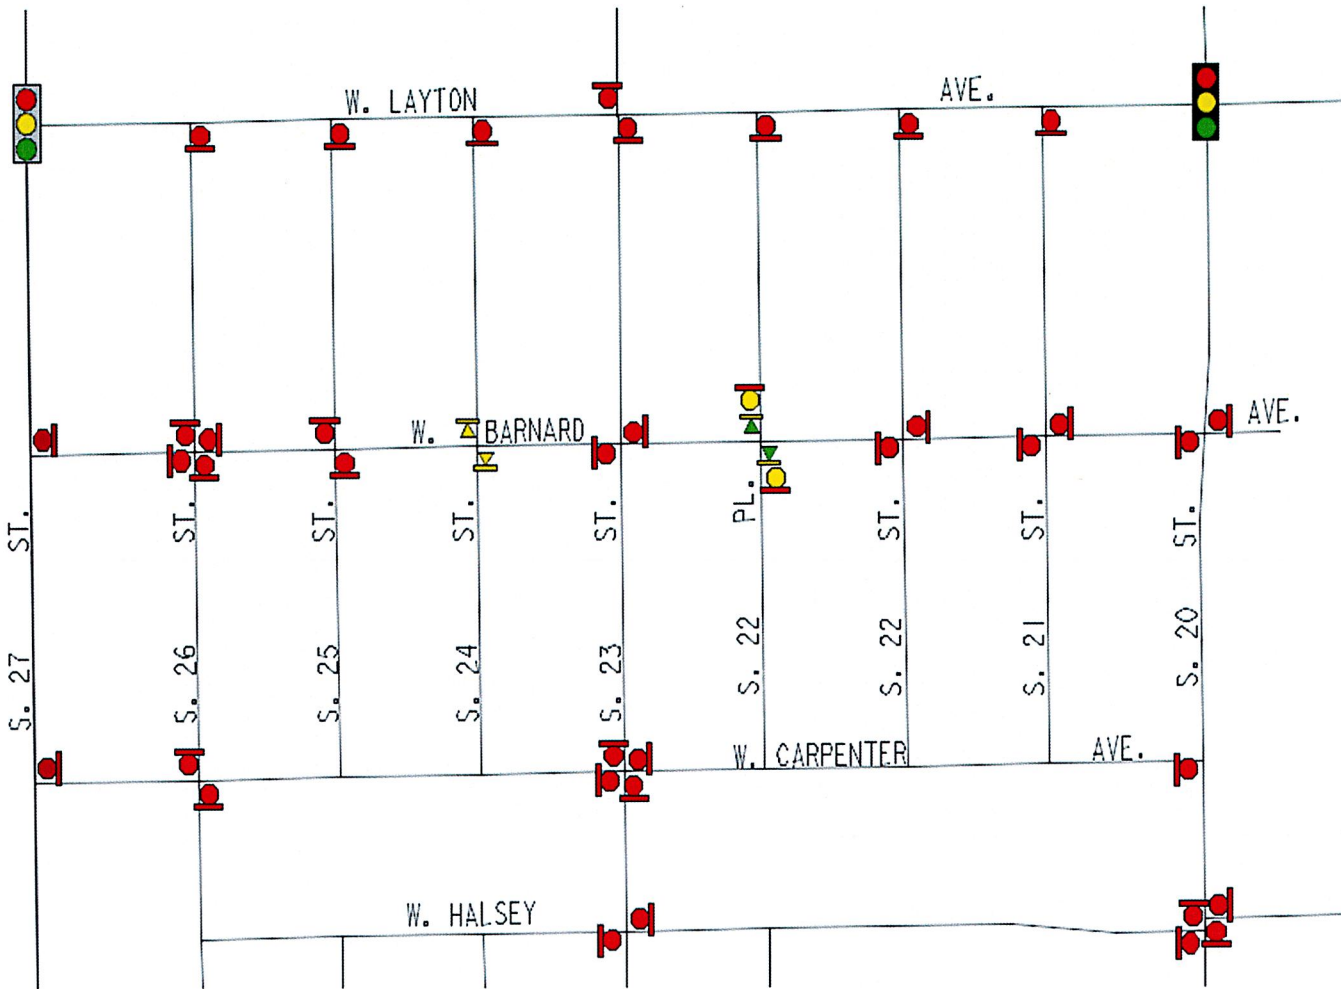 W. LAYTON AVE.
W. BARNARD AVE.
S. 27 ST.
S. 26 ST.
S. 25 ST.
S. 24 ST.
S. 23 ST.
S. 22 PL.
S. 22 ST.
S. 21 ST.
S. 20 ST.
W. CARPENTER AVE.
W. HALSEY